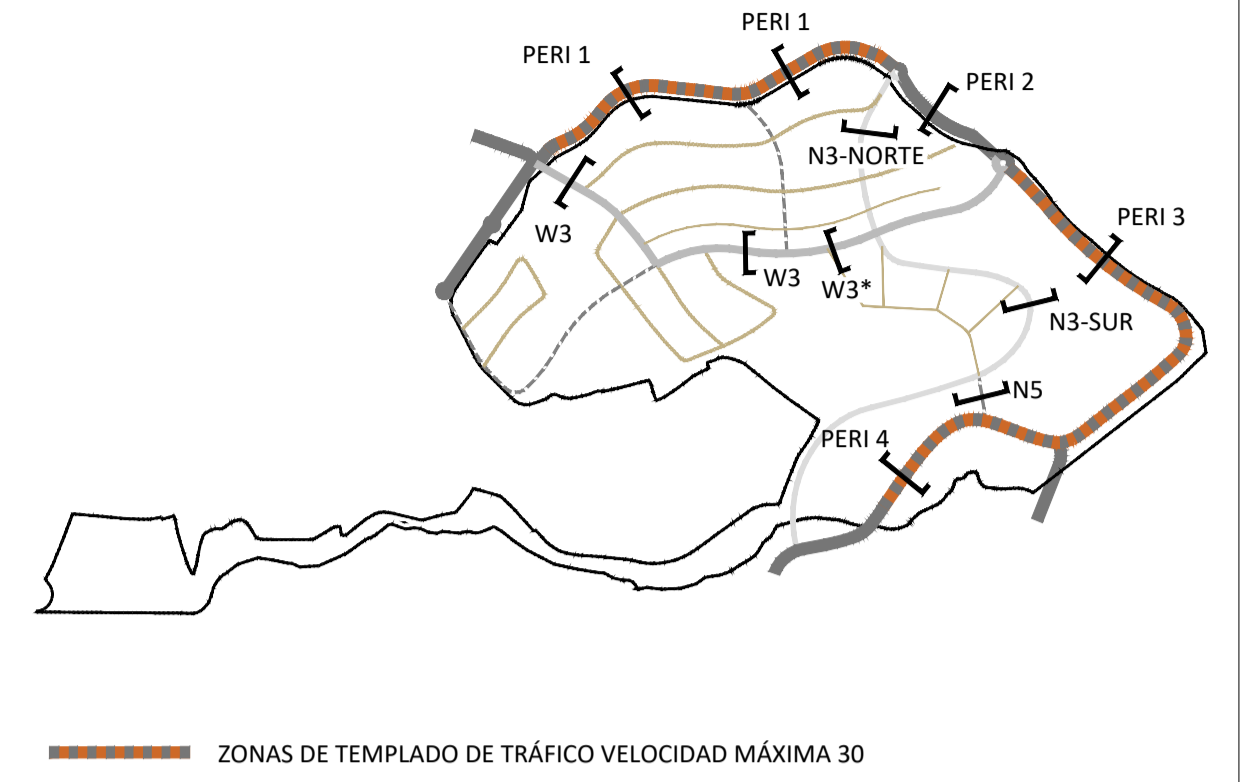 PERI 1
PERI 1
PERI 2
N3-NORTE
PERI 3
W3
W3
W3*
N3-SUR
N5
PERI 4
ZONAS DE TEMPLADO DE TRÁFICO VELOCIDAD MÁXIMA 30